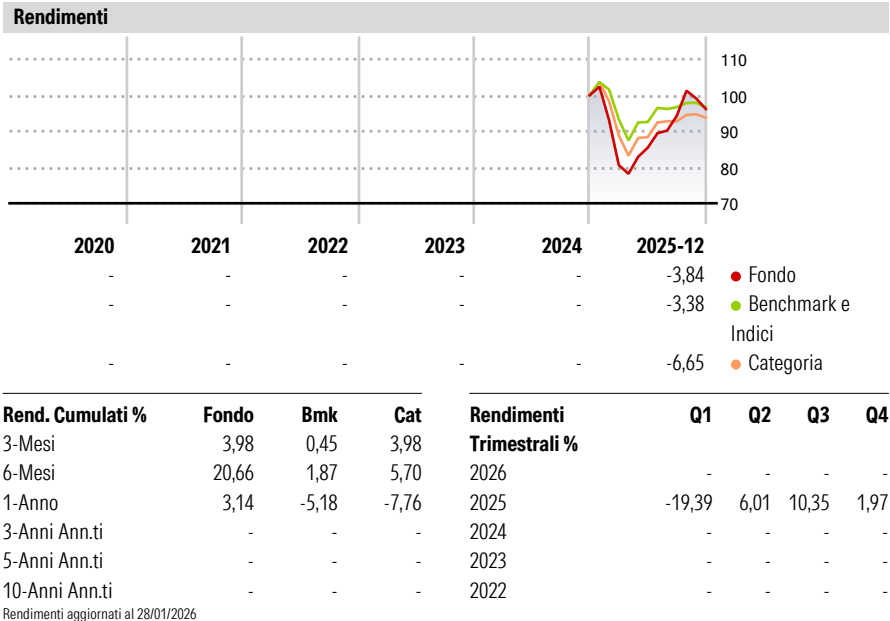 Rendimenti
110
100
90
80
70
2020 2021 2022 2023 2024 2025-12
- - - - - -3,84 Fondo
- - - - - -3,38 Benchmark e
Indici
- - - - - -6,65 Categoria
Rend. Cumulati % Fondo Bmk Cat
3-Mesi 3,98 0,45 3,98
6-Mesi 20,66 1,87 5,70
1-Anno 3,14 -5,18 -7,76
3-Anni Ann.ti - - -
5-Anni Ann.ti - - -
10-Anni Ann.ti - - -
Rendimenti Q1 Q2 Q3 Q4
Trimestrali %
2026 - - - -
2025 -19,39 6,01 10,35 1,97
2024 - - - -
2023 - - - -
2022 - - - -
Rendimenti aggiornati al 28/01/2026